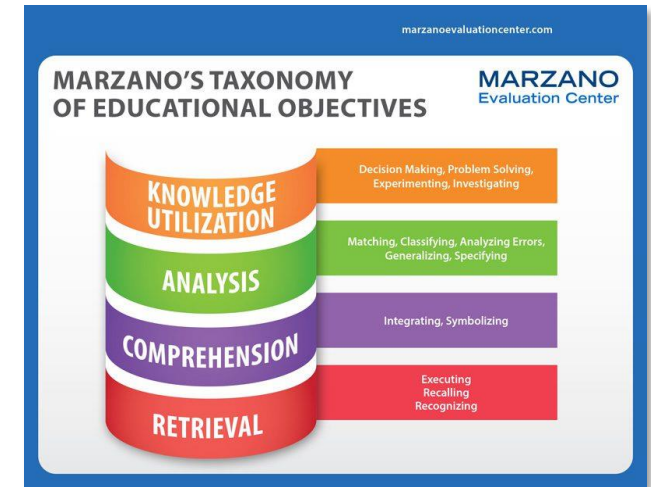 marzanoevaluationcenter.com
MARZANO'S TAXONOMY
OF EDUCATIONAL OBJECTIVES
MARZANO
Evaluation Center
KNOWLEDGE
UTILIZATION
Decision Making, Problem Solving,
Experimenting, Investigating
ANALYSIS
Matching, Classifying, Analyzing Errors,
Generalizing, Specifying
COMPREHENSION
Integrating, Symbolizing
RETRIEVAL
Executing
Recalling
Recognizing